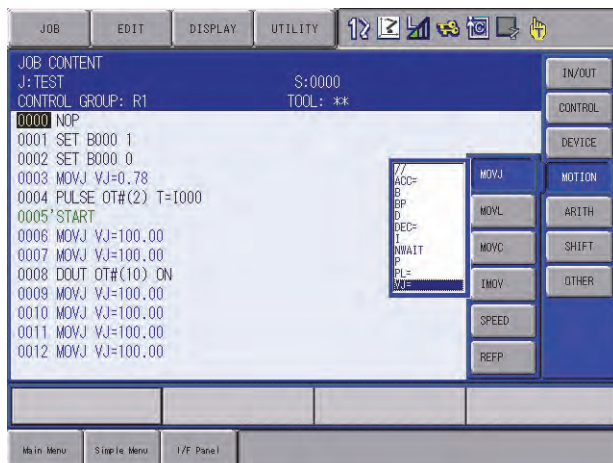 JOB EDIT DISPLAY UTILITY
JOB CONTENT
J:TEST S:0000
CONTROL GROUP: R1 TOOL: **
0000 NOP
0001 SET B000 1
0002 SET B000 0
0003 MOVJ VJ=0.78
0004 PULSE OT#(2) T=I000
0005'START
0006 MOVJ VJ=100.00
0007 MOVJ VJ=100.00
0008 DOUT OT#(10) ON
0009 MOVJ VJ=100.00
0010 MOVJ VJ=100.00
0011 MOVJ VJ=100.00
0012 MOVJ VJ=100.00
//
ACC=
B
BP
D
DEC=
I
NWAIT
P
PL=
VJ=
MOVJ
MOVL
MOVC
IMOV
SPEED
REFP
IN/OUT
CONTROL
DEVICE
MOTION
ARITH
SHIFT
OTHER
Main Menu Simple Menu I/F Panel